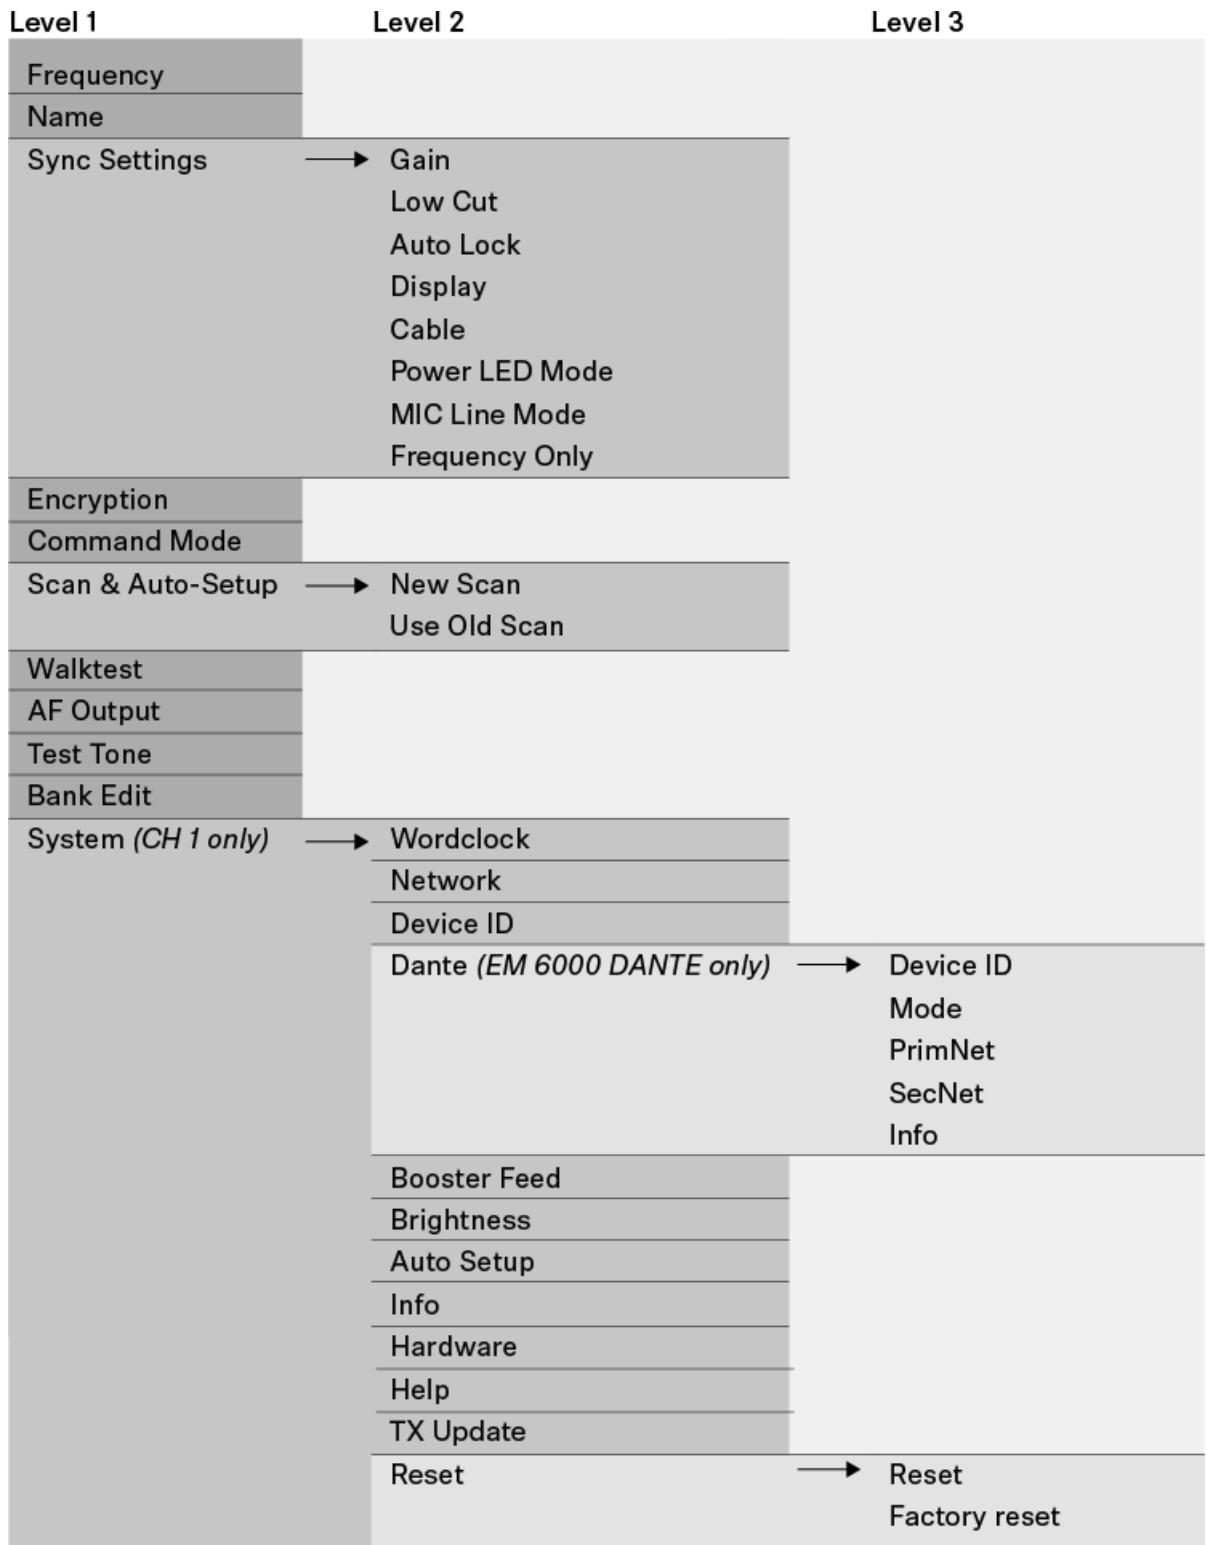 Level 1 Level 2 Level 3
Frequency
Name
Sync Settings Gain
Low Cut
Auto Lock
Display
Cable
Power LED Mode
MIC Line Mode
Frequency Only
Encryption
Command Mode
Scan & Auto-Setup New Scan
Use Old Scan
Walktest
AF Output
Test Tone
Bank Edit
System (CH 1 only) Wordclock
Network
Device ID
Dante (EM 6000 DANTE only) Device ID
Mode
PrimNet
SecNet
Info
Booster Feed
Brightness
Auto Setup
Info
Hardware
Help
TX Update
Reset Reset
Factory reset